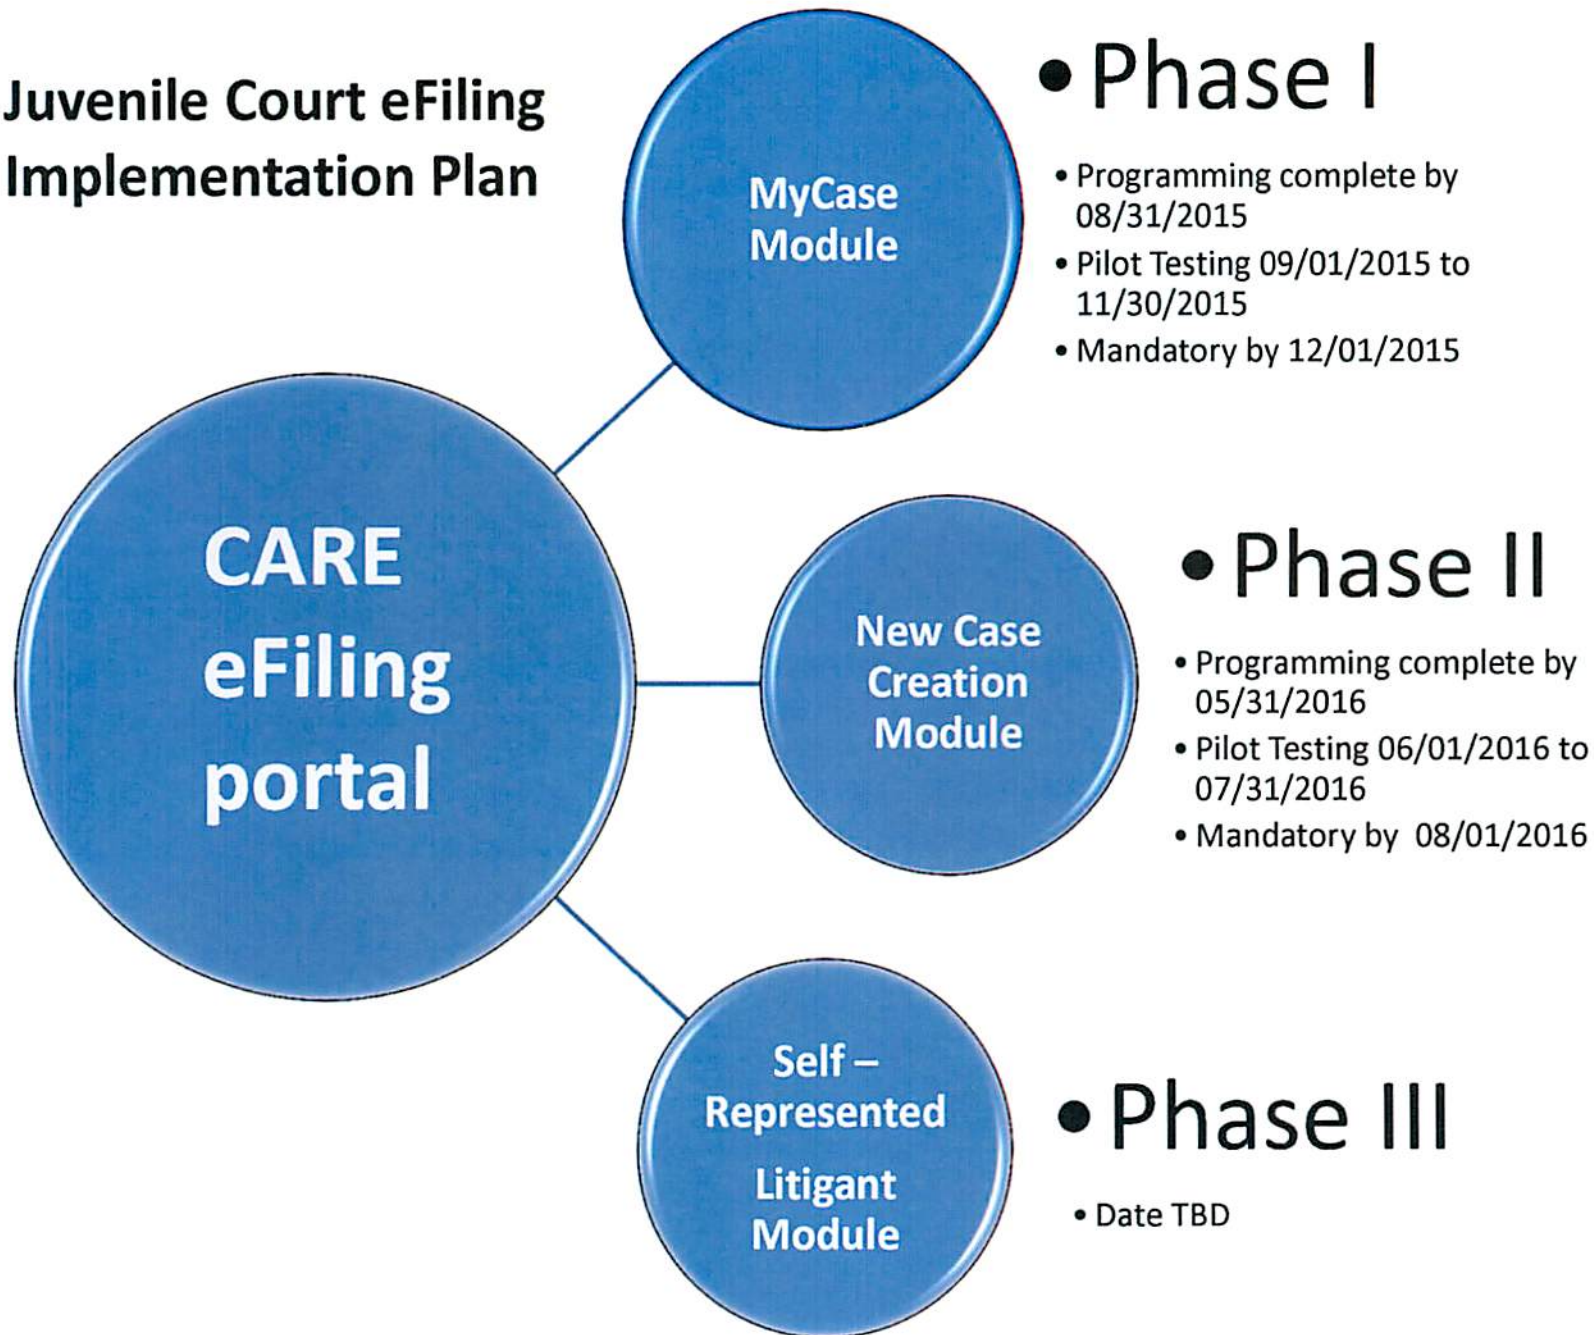 Juvenile Court eFiling
Implementation Plan
CARE
eFiling
portal
MyCase
Module
• Phase I
• Programming complete by
08/31/2015
• Pilot Testing 09/01/2015 to
11/30/2015
• Mandatory by 12/01/2015
New Case
Creation
Module
• Phase II
• Programming complete by
05/31/2016
• Pilot Testing 06/01/2016 to
07/31/2016
• Mandatory by 08/01/2016
Self –
Represented
Litigant
Module
• Phase III
• Date TBD